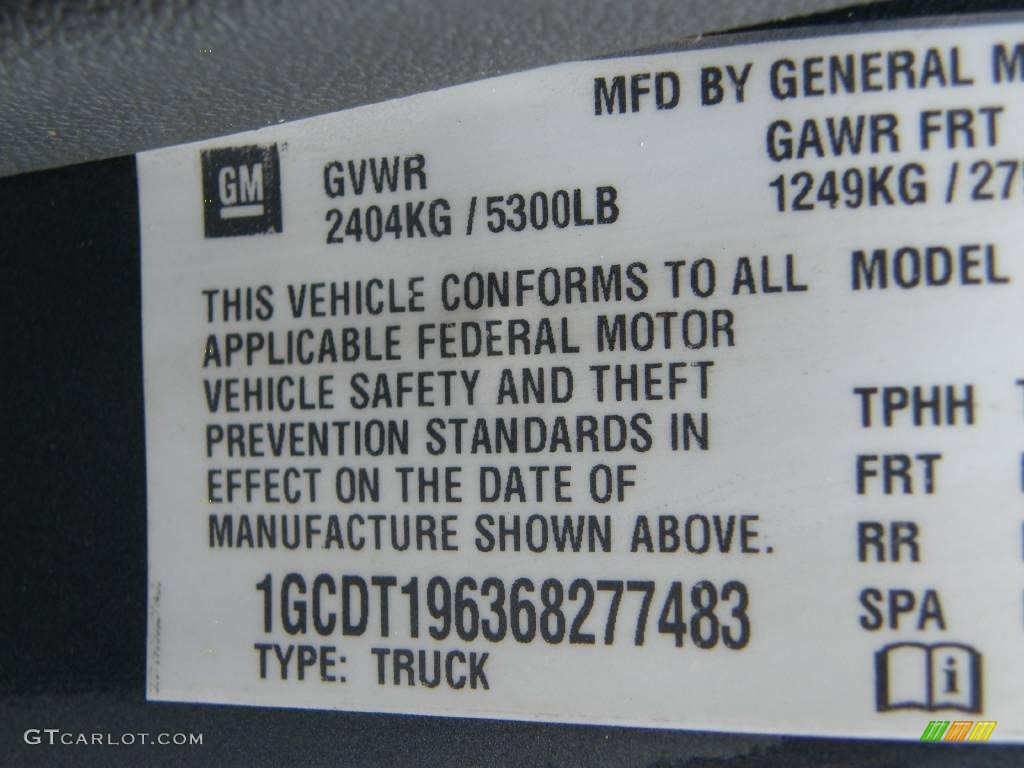 MFD BY GENERAL M
GM
GVWR
2404KG / 5300LB
GAWR FRT
1249KG / 27
THIS VEHICLE CONFORMS TO ALL
APPLICABLE FEDERAL MOTOR
VEHICLE SAFETY AND THEFT
PREVENTION STANDARDS IN
EFFECT ON THE DATE OF
MANUFACTURE SHOWN ABOVE.
1GCDT196368277483
TYPE: TRUCK
MODEL
TPHH
FRT
RR
SPA
i
GTCARLOT.COM